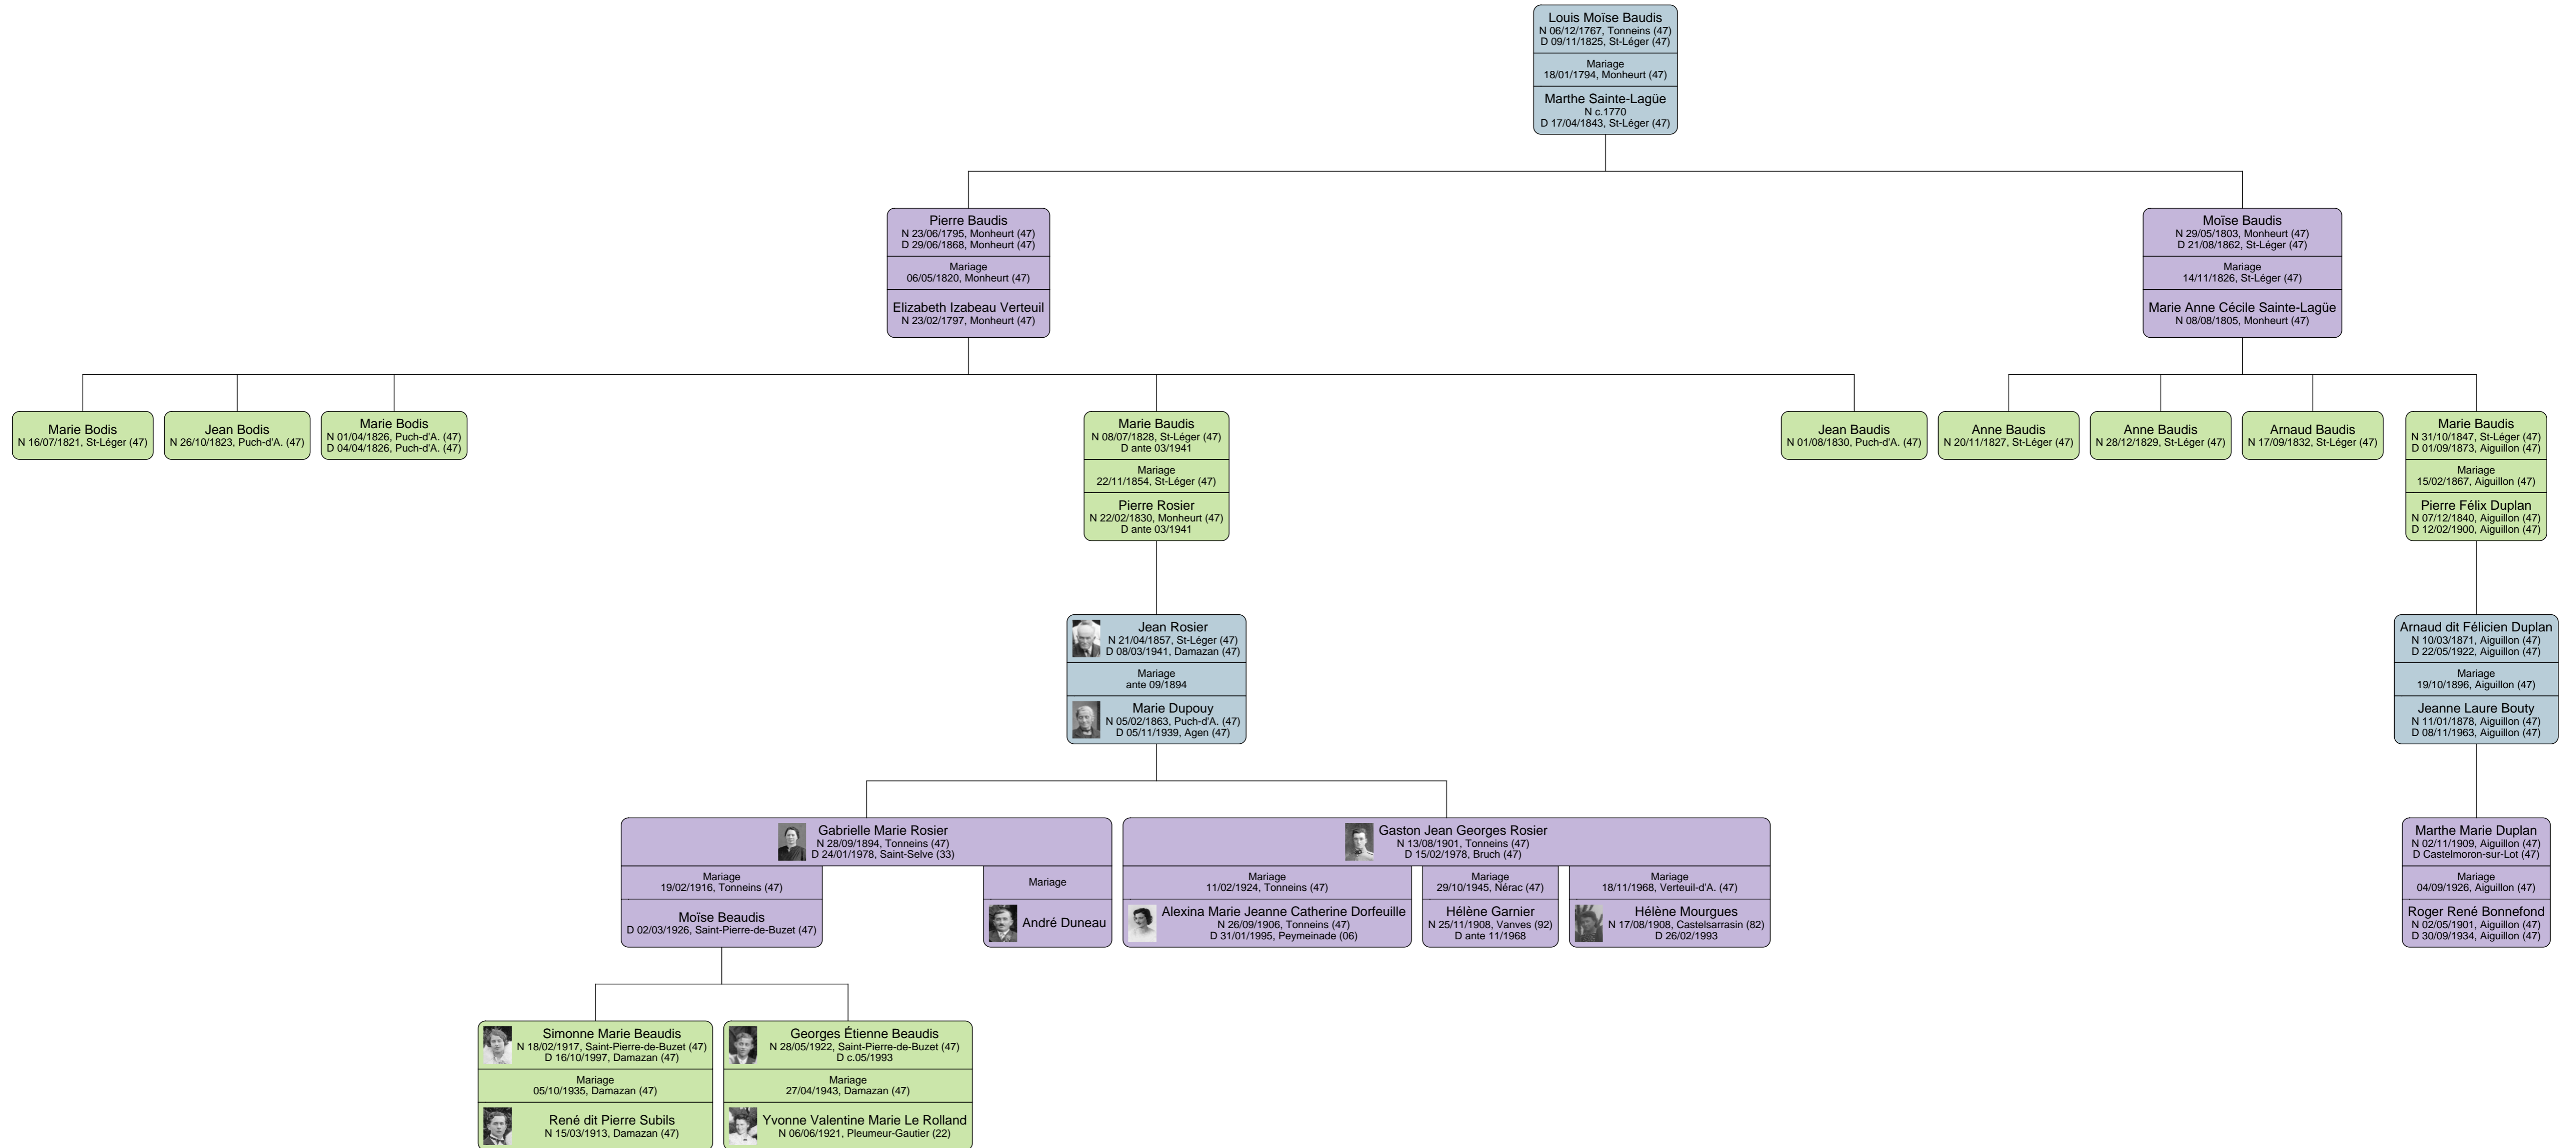 Louis Moïse Baudis
N 06/12/1767, Tonneins (47)
D 09/11/1825, St-Léger (47)
Mariage
18/01/1794, Monheurt (47)
Marthe Sainte-Lagüe
N c.1770
D 17/04/1843, St-Léger (47)
Pierre Baudis
N 23/06/1795, Monheurt (47)
D 29/06/1868, Monheurt (47)
Mariage
06/05/1820, Monheurt (47)
Elizabeth Izabeau Verteuil
N 23/02/1797, Monheurt (47)
Moïse Baudis
N 29/05/1803, Monheurt (47)
D 21/08/1862, St-Léger (47)
Mariage
14/11/1826, St-Léger (47)
Marie Anne Cécile Sainte-Lagüe
N 08/08/1805, Monheurt (47)
Marie Bodis
N 16/07/1821, St-Léger (47)
Jean Bodis
N 26/10/1823, Puch-d'A. (47)
Marie Bodis
N 01/04/1826, Puch-d'A. (47)
D 04/04/1826, Puch-d'A. (47)
Marie Baudis
N 08/07/1828, St-Léger (47)
D ante 03/1941
Mariage
22/11/1854, St-Léger (47)
Pierre Rosier
N 22/02/1830, Monheurt (47)
D ante 03/1941
Jean Baudis
N 01/08/1830, Puch-d'A. (47)
Anne Baudis
N 20/11/1827, St-Léger (47)
Anne Baudis
N 28/12/1829, St-Léger (47)
Arnaud Baudis
N 17/09/1832, St-Léger (47)
Marie Baudis
N 31/10/1847, St-Léger (47)
D 01/09/1873, Aiguillon (47)
Mariage
15/02/1867, Aiguillon (47)
Pierre Félix Duplan
N 07/12/1840, Aiguillon (47)
D 12/02/1900, Aiguillon (47)
Jean Rosier
N 21/04/1857, St-Léger (47)
D 08/03/1941, Damazan (47)
Mariage
ante 09/1894
Marie Dupouy
N 05/02/1863, Puch-d'A. (47)
D 05/11/1939, Agen (47)
Arnaud dit Félicien Duplan
N 10/03/1871, Aiguillon (47)
D 22/05/1922, Aiguillon (47)
Mariage
19/10/1896, Aiguillon (47)
Jeanne Laure Bouty
N 11/01/1878, Aiguillon (47)
D 08/11/1963, Aiguillon (47)
Gabrielle Marie Rosier
N 28/09/1894, Tonneins (47)
D 24/01/1978, Saint-Selve (33)
Mariage
19/02/1916, Tonneins (47)
Moïse Beaudis
D 02/03/1926, Saint-Pierre-de-Buzet (47)
Mariage
André Duneau
Gaston Jean Georges Rosier
N 13/08/1901, Tonneins (47)
D 15/02/1978, Bruch (47)
Mariage
11/02/1924, Tonneins (47)
Alexina Marie Jeanne Catherine Dorfeuille
N 26/09/1906, Tonneins (47)
D 31/01/1995, Peymeinade (06)
Mariage
29/10/1945, Nérac (47)
Hélène Garnier
N 25/11/1908, Vanves (92)
D ante 11/1968
Mariage
18/11/1968, Verteuil-d'A. (47)
Hélène Mourgues
N 17/08/1908, Castelsarrasin (82)
D 26/02/1993
Marthe Marie Duplan
N 02/11/1909, Aiguillon (47)
D Castelmoron-sur-Lot (47)
Mariage
04/09/1926, Aiguillon (47)
Roger René Bonnefond
N 02/05/1901, Aiguillon (47)
D 30/09/1934, Aiguillon (47)
Simonne Marie Beaudis
N 18/02/1917, Saint-Pierre-de-Buzet (47)
D 16/10/1997, Damazan (47)
Mariage
05/10/1935, Damazan (47)
René dit Pierre Subils
N 15/03/1913, Damazan (47)
Georges Étienne Beaudis
N 28/05/1922, Saint-Pierre-de-Buzet (47)
D c.05/1993
Mariage
27/04/1943, Damazan (47)
Yvonne Valentine Marie Le Rolland
N 06/06/1921, Pleumeur-Gautier (22)